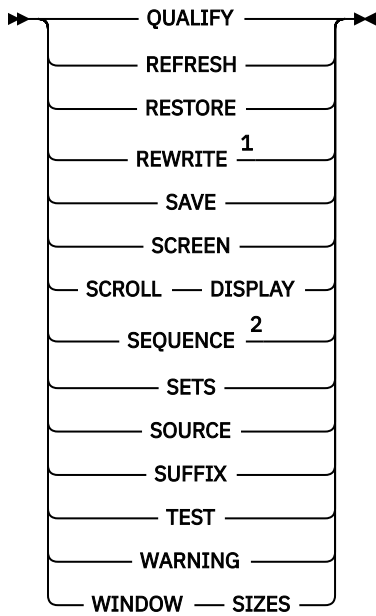 QUALIFY
REFRESH
RESTORE
REWRITE 1
SAVE
SCREEN
SCROLL DISPLAY
SEQUENCE 2
SETS
SOURCE
SUFFIX
TEST
WARNING
WINDOW SIZES